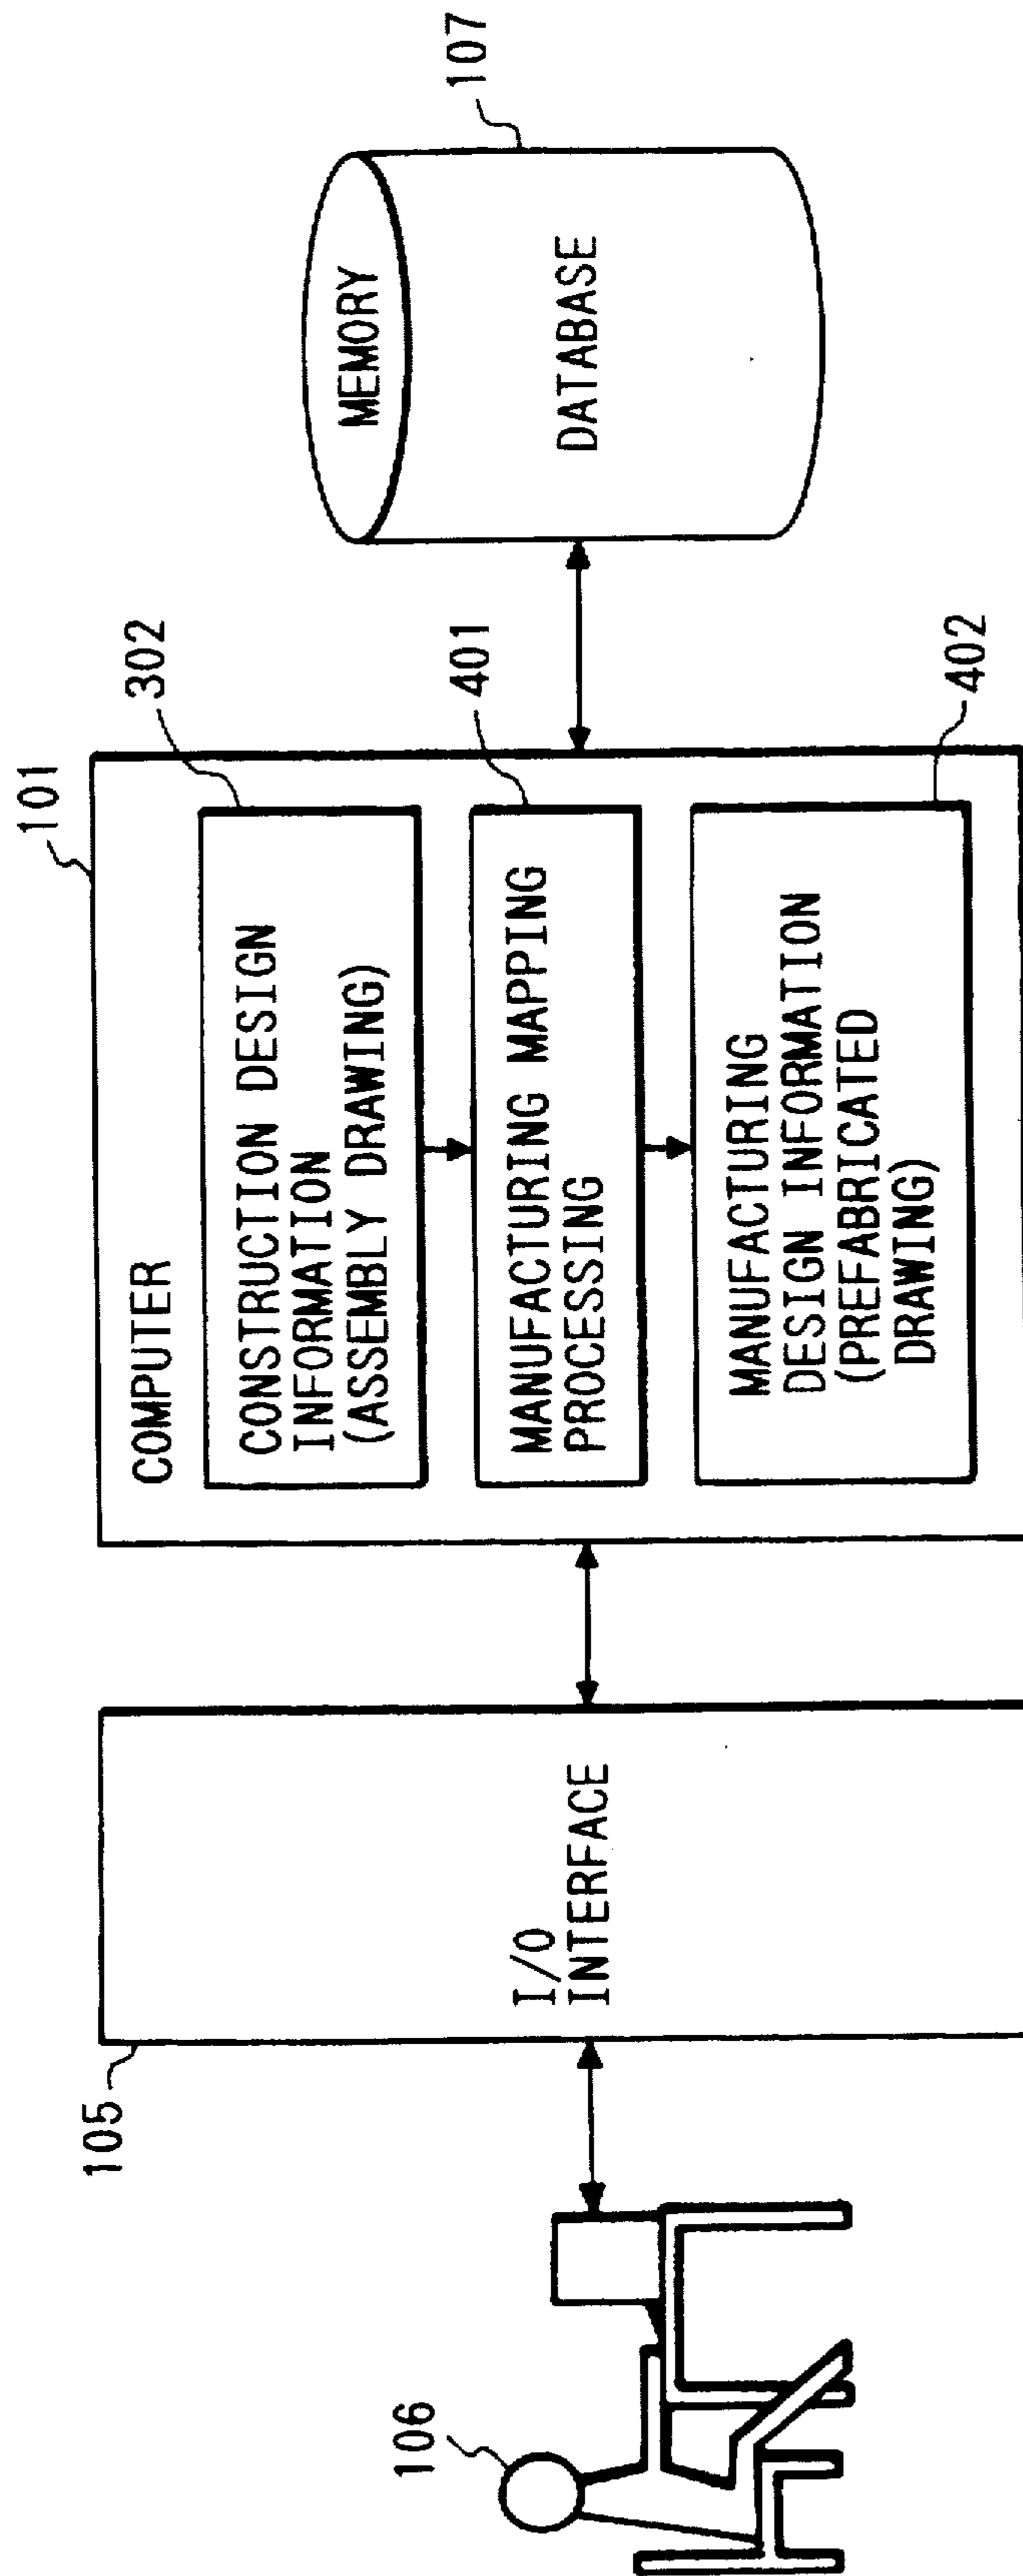 106
105
I/O
INTERFACE
101
COMPUTER
302
CONSTRUCTION DESIGN
INFORMATION
(ASSEMBLY DRAWING)
401
MANUFACTURING MAPPING
PROCESSING
402
MANUFACTURING
DESIGN INFORMATION
(PREFABRICATED
DRAWING)
107
MEMORY
DATABASE